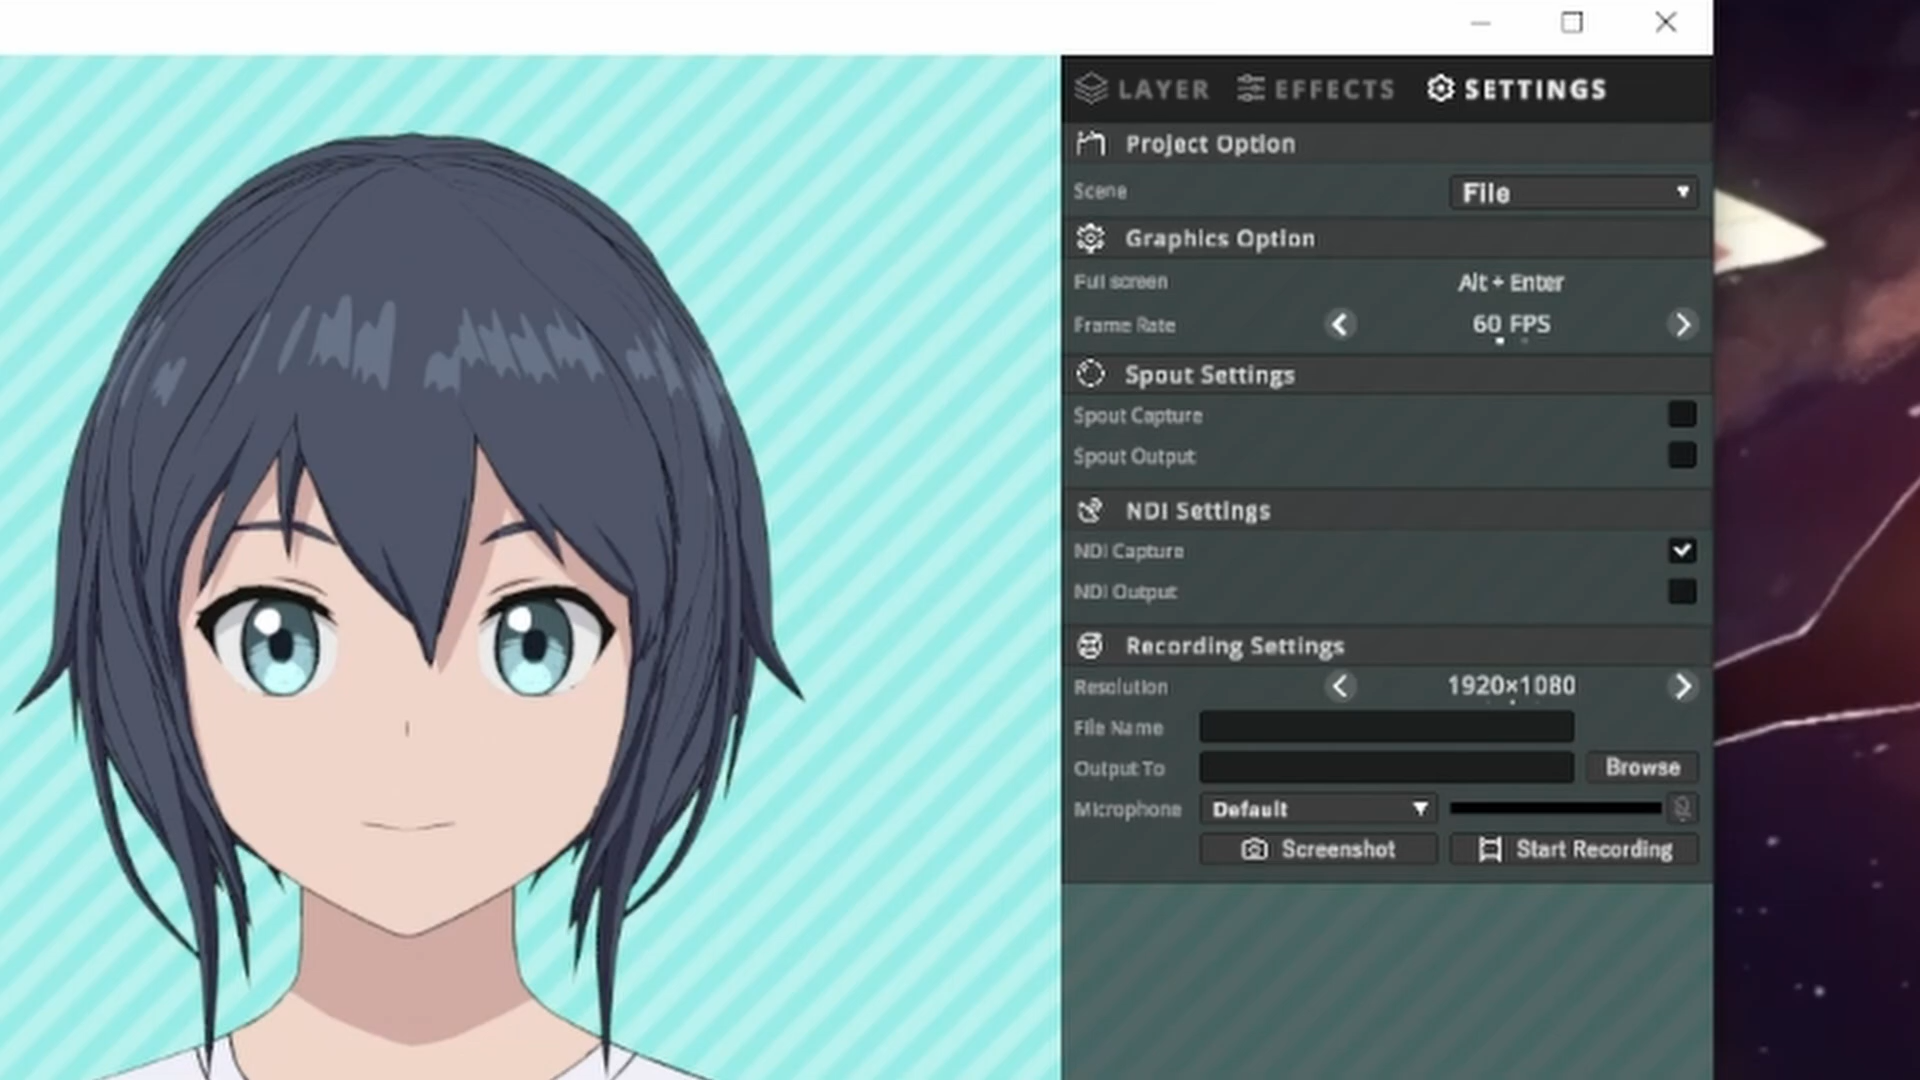 LAYER EFFECTS SETTINGS
Project Option
Scene File
Graphics Option
Full screen Alt + Enter
Frame Rate 60 FPS
Spout Settings
Spout Capture
Spout Output
NDI Settings
NDI Capture
NDI Output
Recording Settings
Resolution 1920×1080
File Name
Output To Browse
Microphone Default
Screenshot Start Recording